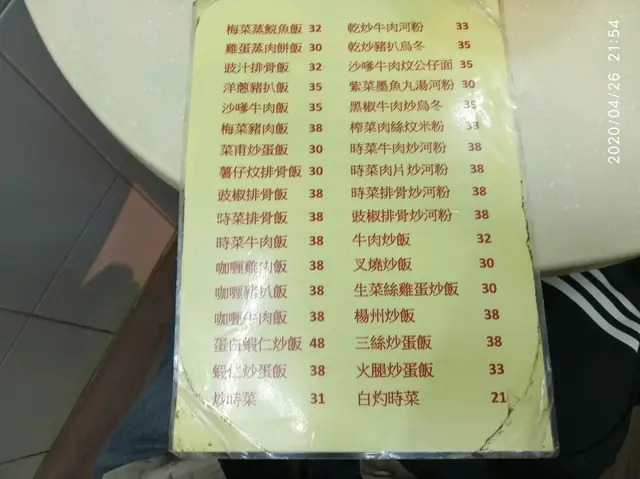 梅菜蒸鯇魚飯 32 乾炒牛肉河粉 33
雞蛋蒸肉餅飯 30 乾炒豬扒烏冬 35
豉汁排骨飯 32 沙嗲牛肉炆公仔面 35
洋蔥豬扒飯 35 紫菜墨魚丸湯河粉 30
沙嗲牛肉飯 35 黑椒牛肉炒烏冬 35
梅菜豬肉飯 38 榨菜肉絲炆米粉 33
菜甫炒蛋飯 30 時菜牛肉炒河粉 38
薯仔炆排骨飯 30 時菜肉片炒河粉 38
豉椒排骨飯 38 時菜排骨炒河粉 38
時菜排骨飯 38 豉椒排骨炒河粉 38
時菜牛肉飯 38 牛肉炒飯 32
咖喱雞肉飯 38 叉燒炒飯 30
咖喱豬扒飯 38 生菜絲雞蛋炒飯 30
咖喱牛肉飯 38 楊州炒飯 38
蛋白蝦仁炒飯 48 三絲炒蛋飯 38
蝦仁炒蛋飯 38 火腿炒蛋飯 33
炒時菜 31 白灼時菜 21
2020/04/26 21:54